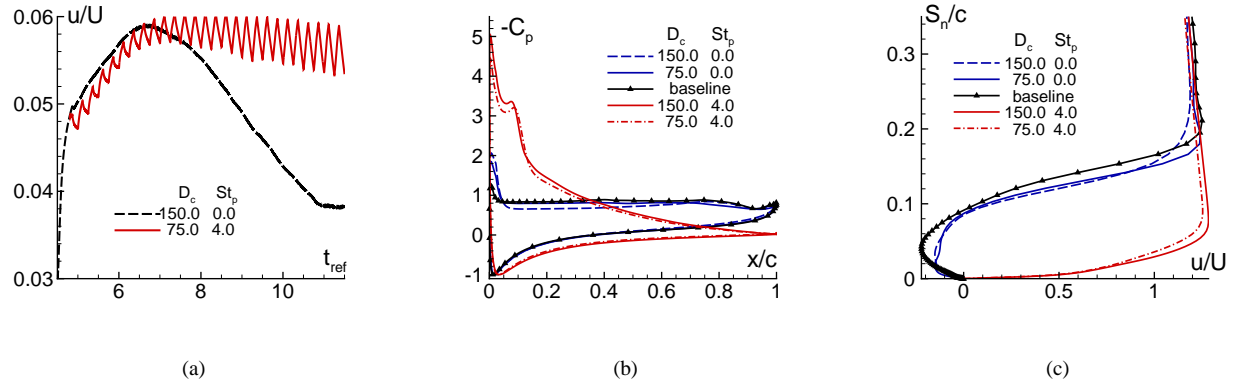 u/U
0.06
0.05
0.04
0.03
D_c St_p
150.0 0.0
75.0 4.0
t_ref
6 8 10
(a)
-C_p
5
4
3
2
1
0
-1
D_c St_p
150.0 0.0
75.0 0.0
baseline
150.0 4.0
75.0 4.0
x/c
0 0.2 0.4 0.6 0.8 1
(b)
S_n/c
0.3
0.2
0.1
0
D_c St_p
150.0 0.0
75.0 0.0
baseline
150.0 4.0
75.0 4.0
u/U
0 0.5 1
(c)